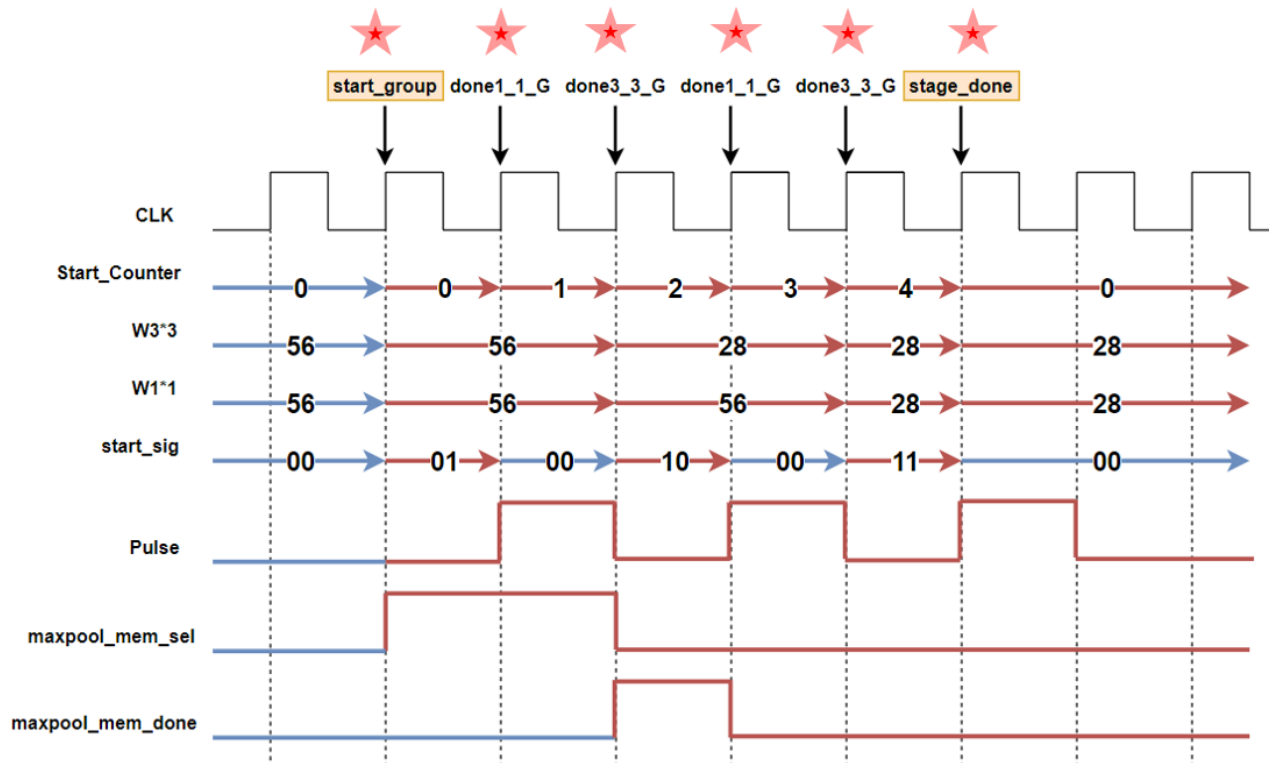 start_group done1_1_G done3_3_G done1_1_G done3_3_G stage_done
CLK
Start_Counter 0 0 1 2 3 4 0
W3*3 56 56 28 28 28
W1*1 56 56 56 28 28
start_sig 00 01 00 10 00 11 00
Pulse
maxpool_mem_sel
maxpool_mem_done